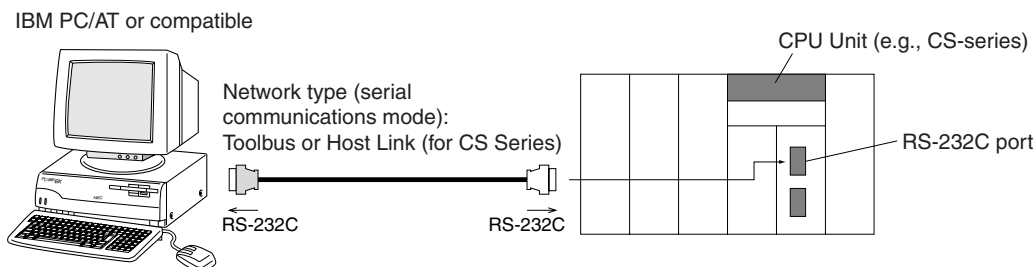 IBM PC/AT or compatible
CPU Unit (e.g., CS-series)
Network type (serial
communications mode):
Toolbus or Host Link (for CS Series)
RS-232C port
RS-232C
RS-232C